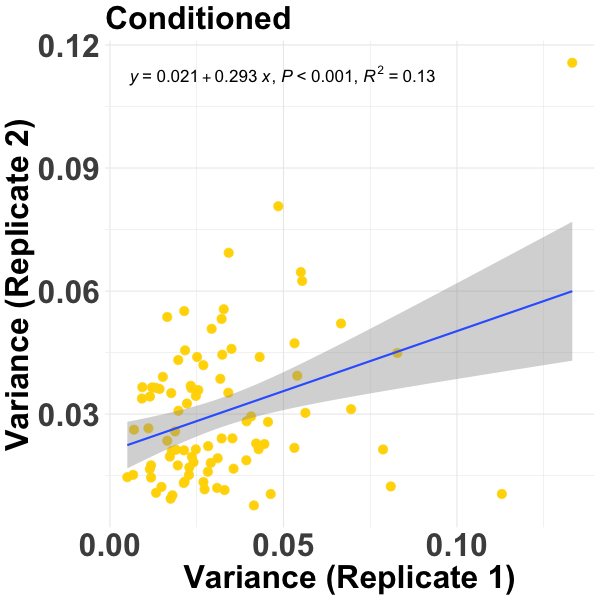 Conditioned
0.12
y = 0.021 + 0.293 x, P < 0.001, R² = 0.13
0.09
0.06
0.03
Variance (Replicate 2)
0.00 0.05 0.10
Variance (Replicate 1)